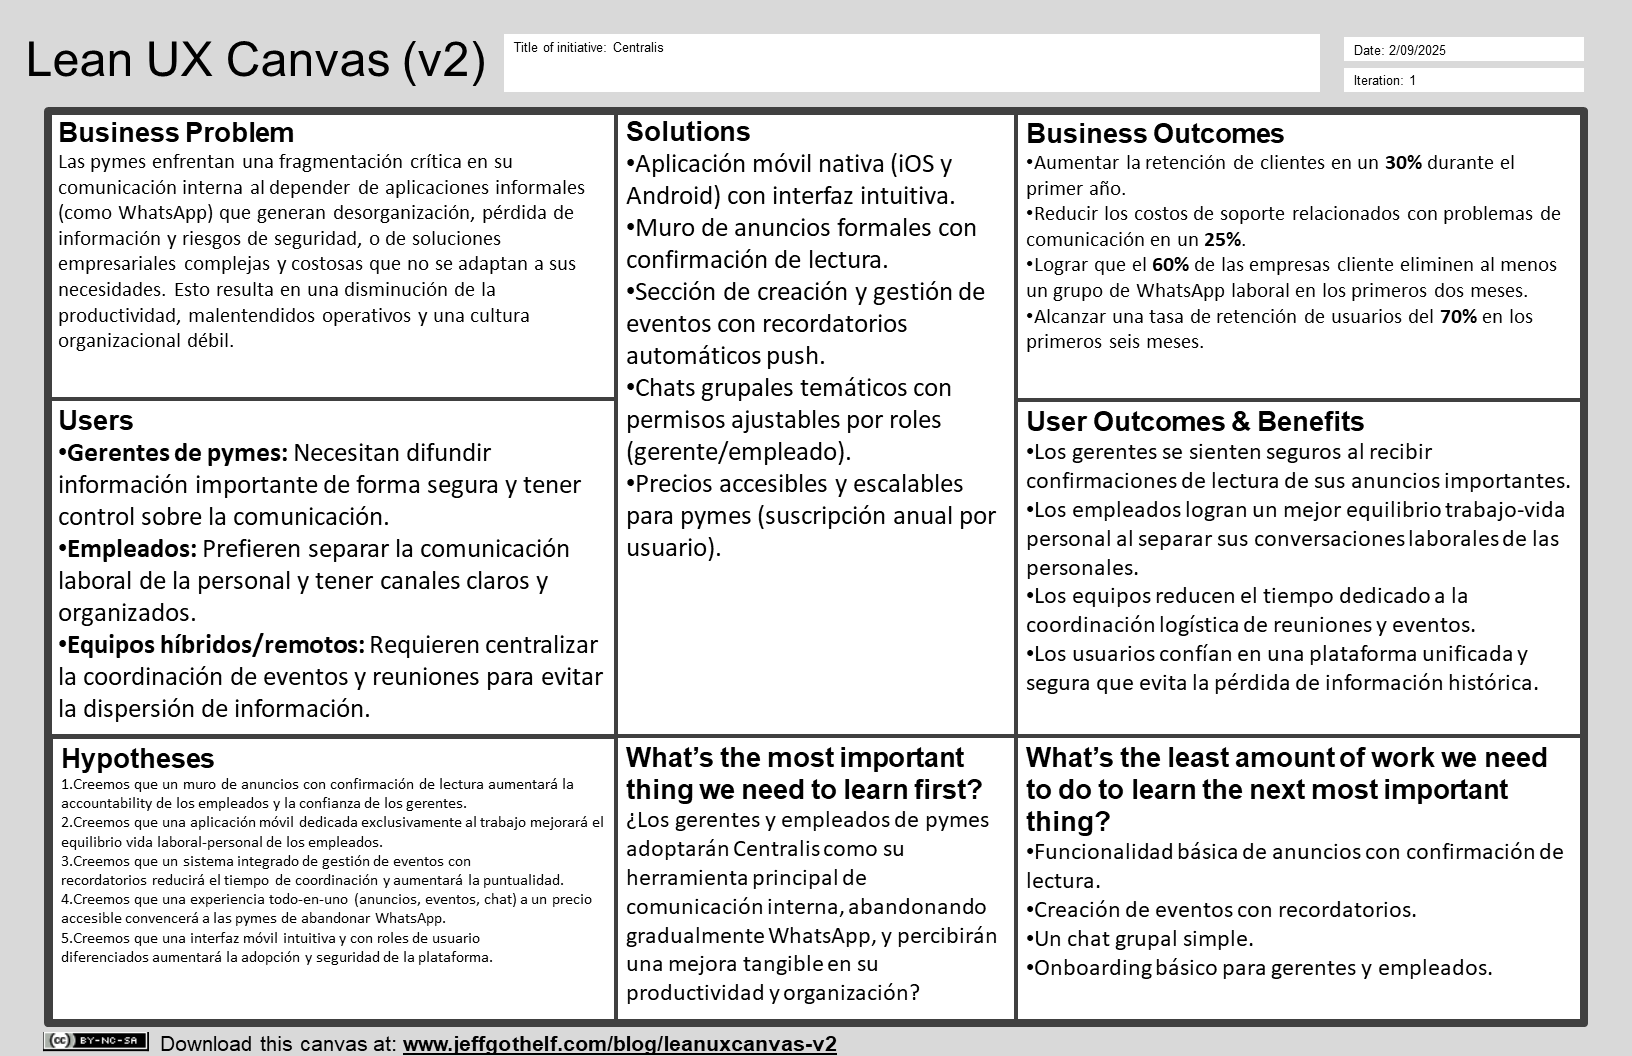 Lean UX Canvas (v2)
Title of initiative: Centralis
Date: 2/09/2025
Iteration: 1
Business Problem
Las pymes enfrentan una fragmentación crítica en su
comunicación interna al depender de aplicaciones informales
(como WhatsApp) que generan desorganización, pérdida de
información y riesgos de seguridad, o de soluciones
empresariales complejas y costosas que no se adaptan a sus
necesidades. Esto resulta en una disminución de la
productividad, malentendidos operativos y una cultura
organizacional débil.
Users
•Gerentes de pymes: Necesitan difundir
información importante de forma segura y tener
control sobre la comunicación.
•Empleados: Prefieren separar la comunicación
laboral de la personal y tener canales claros y
organizados.
•Equipos híbridos/remotos: Requieren centralizar
la coordinación de eventos y reuniones para evitar
la dispersión de información.
Solutions
•Aplicación móvil nativa (iOS y
Android) con interfaz intuitiva.
•Muro de anuncios formales con
confirmación de lectura.
•Sección de creación y gestión de
eventos con recordatorios
automáticos push.
•Chats grupales temáticos con
permisos ajustables por roles
(gerente/empleado).
•Precios accesibles y escalables
para pymes (suscripción anual por
usuario).
Business Outcomes
•Aumentar la retención de clientes en un 30% durante el
primer año.
•Reducir los costos de soporte relacionados con problemas de
comunicación en un 25%.
•Lograr que el 60% de las empresas cliente eliminen al menos
un grupo de WhatsApp laboral en los primeros dos meses.
•Alcanzar una tasa de retención de usuarios del 70% en los
primeros seis meses.
User Outcomes & Benefits
•Los gerentes se sienten seguros al recibir
confirmaciones de lectura de sus anuncios importantes.
•Los empleados logran un mejor equilibrio trabajo-vida
personal al separar sus conversaciones laborales de las
personales.
•Los equipos reducen el tiempo dedicado a la
coordinación logística de reuniones y eventos.
•Los usuarios confían en una plataforma unificada y
segura que evita la pérdida de información histórica.
Hypotheses
1.Creemos que un muro de anuncios con confirmación de lectura aumentará la
accountability de los empleados y la confianza de los gerentes.
2.Creemos que una aplicación móvil dedicada exclusivamente al trabajo mejorará el
equilibrio vida laboral-personal de los empleados.
3.Creemos que un sistema integrado de gestión de eventos con
recordatorios reducirá el tiempo de coordinación y aumentará la puntualidad.
4.Creemos que una experiencia todo-en-uno (anuncios, eventos, chat) a un precio
accesible convencerá a las pymes de abandonar WhatsApp.
5.Creemos que una interfaz móvil intuitiva y con roles de usuario
diferenciados aumentará la adopción y seguridad de la plataforma.
What's the most important
thing we need to learn first?
¿Los gerentes y empleados de pymes
adoptarán Centralis como su
herramienta principal de
comunicación interna, abandonando
gradualmente WhatsApp, y percibirán
una mejora tangible en su
productividad y organización?
What's the least amount of work we need
to do to learn the next most important
thing?
•Funcionalidad básica de anuncios con confirmación de
lectura.
•Creación de eventos con recordatorios.
•Un chat grupal simple.
•Onboarding básico para gerentes y empleados.
(cc) BY-NC-SA
Download this canvas at: www.jeffgothelf.com/blog/leanuxcanvas-v2